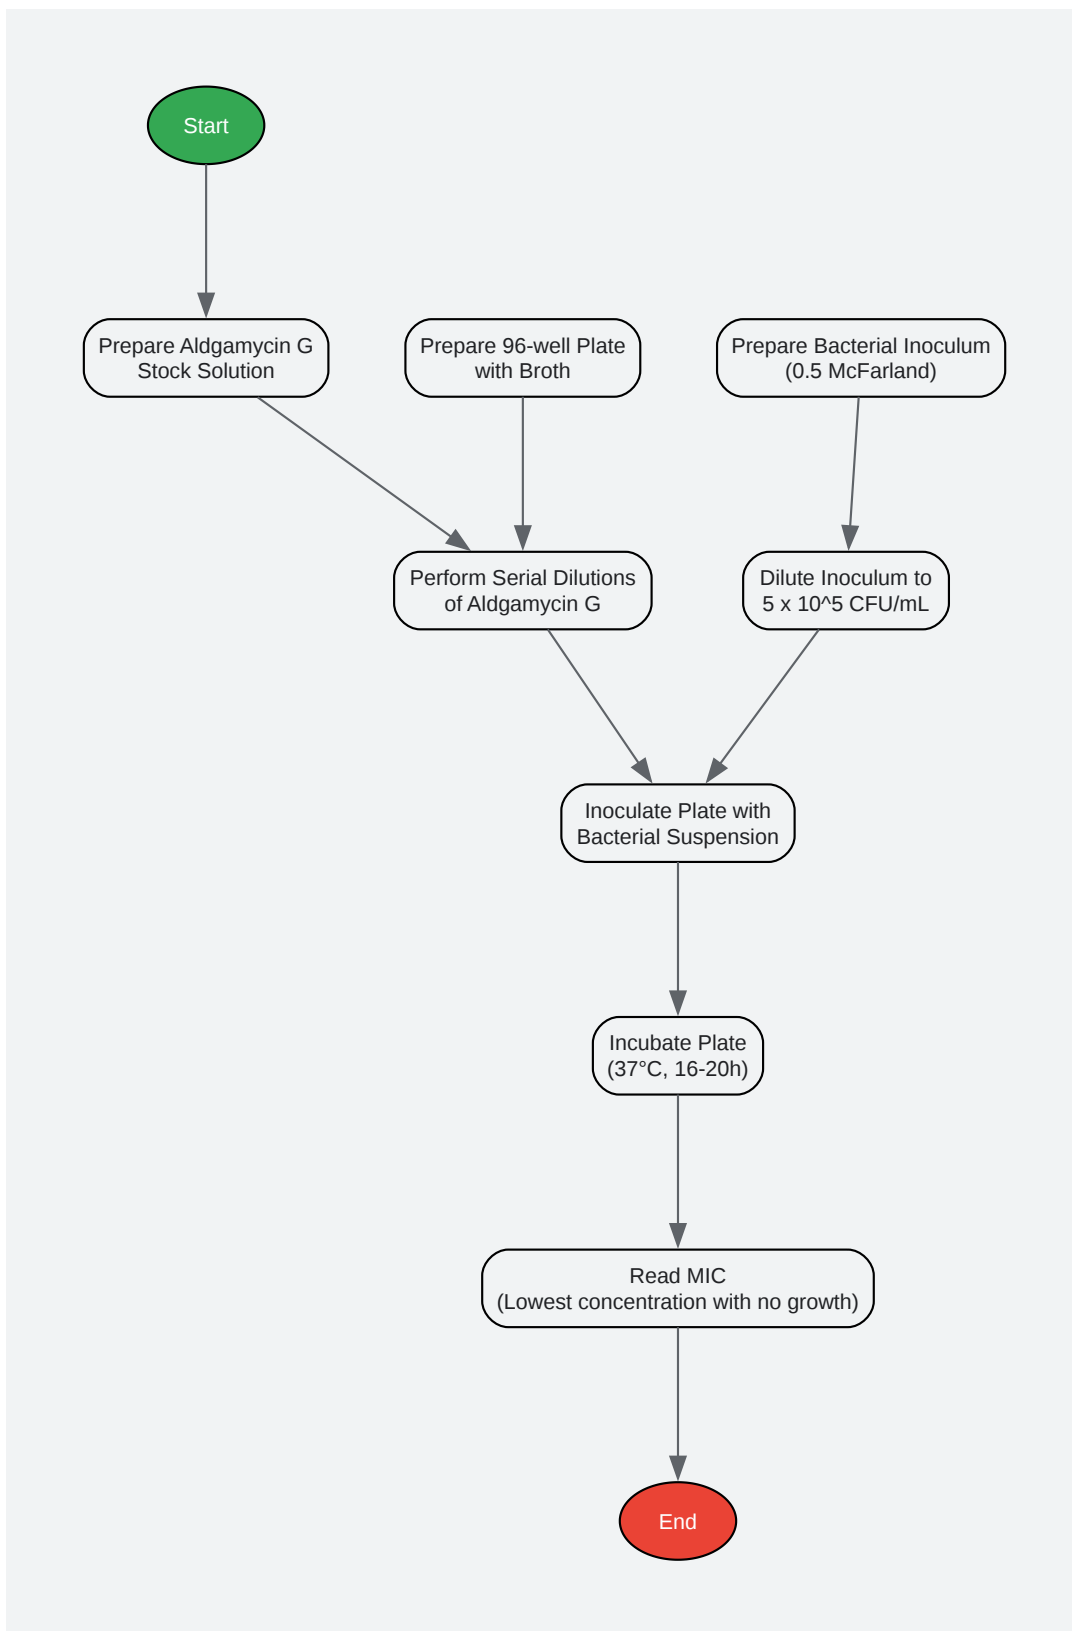 Start
Prepare Aldgamycin G
Stock Solution
Prepare 96-well Plate
with Broth
Prepare Bacterial Inoculum
(0.5 McFarland)
Perform Serial Dilutions
of Aldgamycin G
Dilute Inoculum to
5 x 10^5 CFU/mL
Inoculate Plate with
Bacterial Suspension
Incubate Plate
(37°C, 16-20h)
Read MIC
(Lowest concentration with no growth)
End